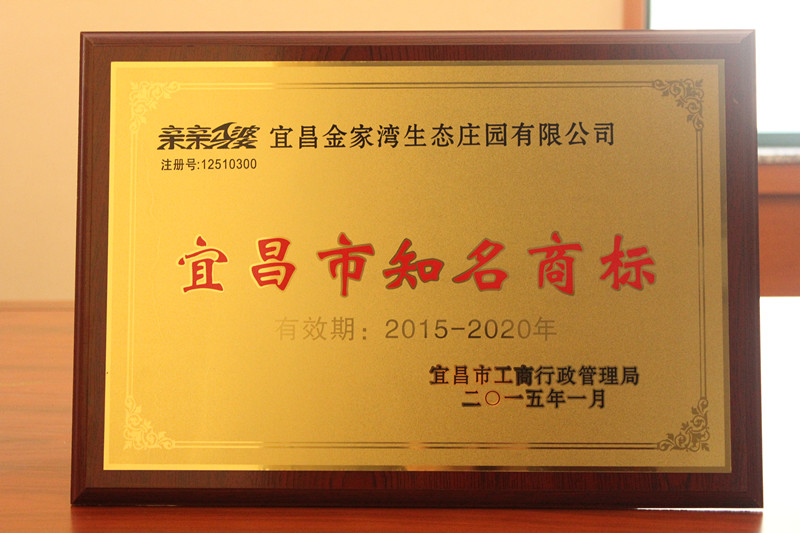 亲亲乌婆 宜昌金家湾生态庄园有限公司
注册号:12510300
宜昌市知名商标
有效期：2015-2020年
宜昌市工商行政管理局
二〇一五年一月